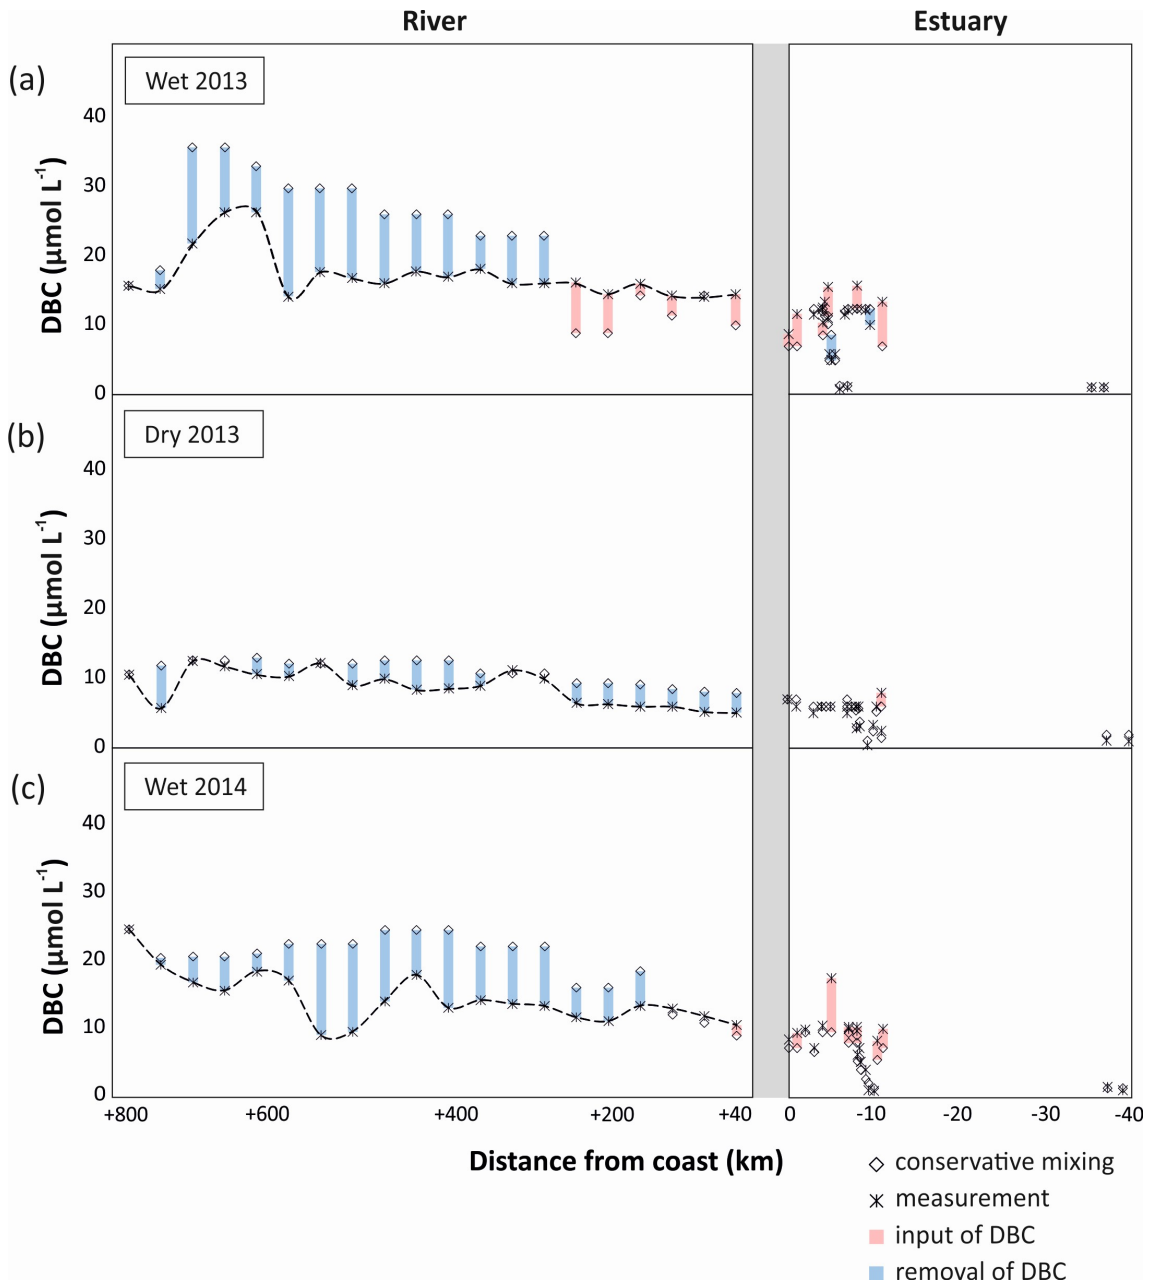 River
Estuary
(a)
Wet 2013
40
30
20
10
0
DBC (µmol L⁻¹)
(b)
Dry 2013
40
30
20
10
0
DBC (µmol L⁻¹)
(c)
Wet 2014
40
30
20
10
0
DBC (µmol L⁻¹)
+800 +600 +400 +200 +40 0 -10 -20 -30 -40
Distance from coast (km)
conservative mixing
measurement
input of DBC
removal of DBC